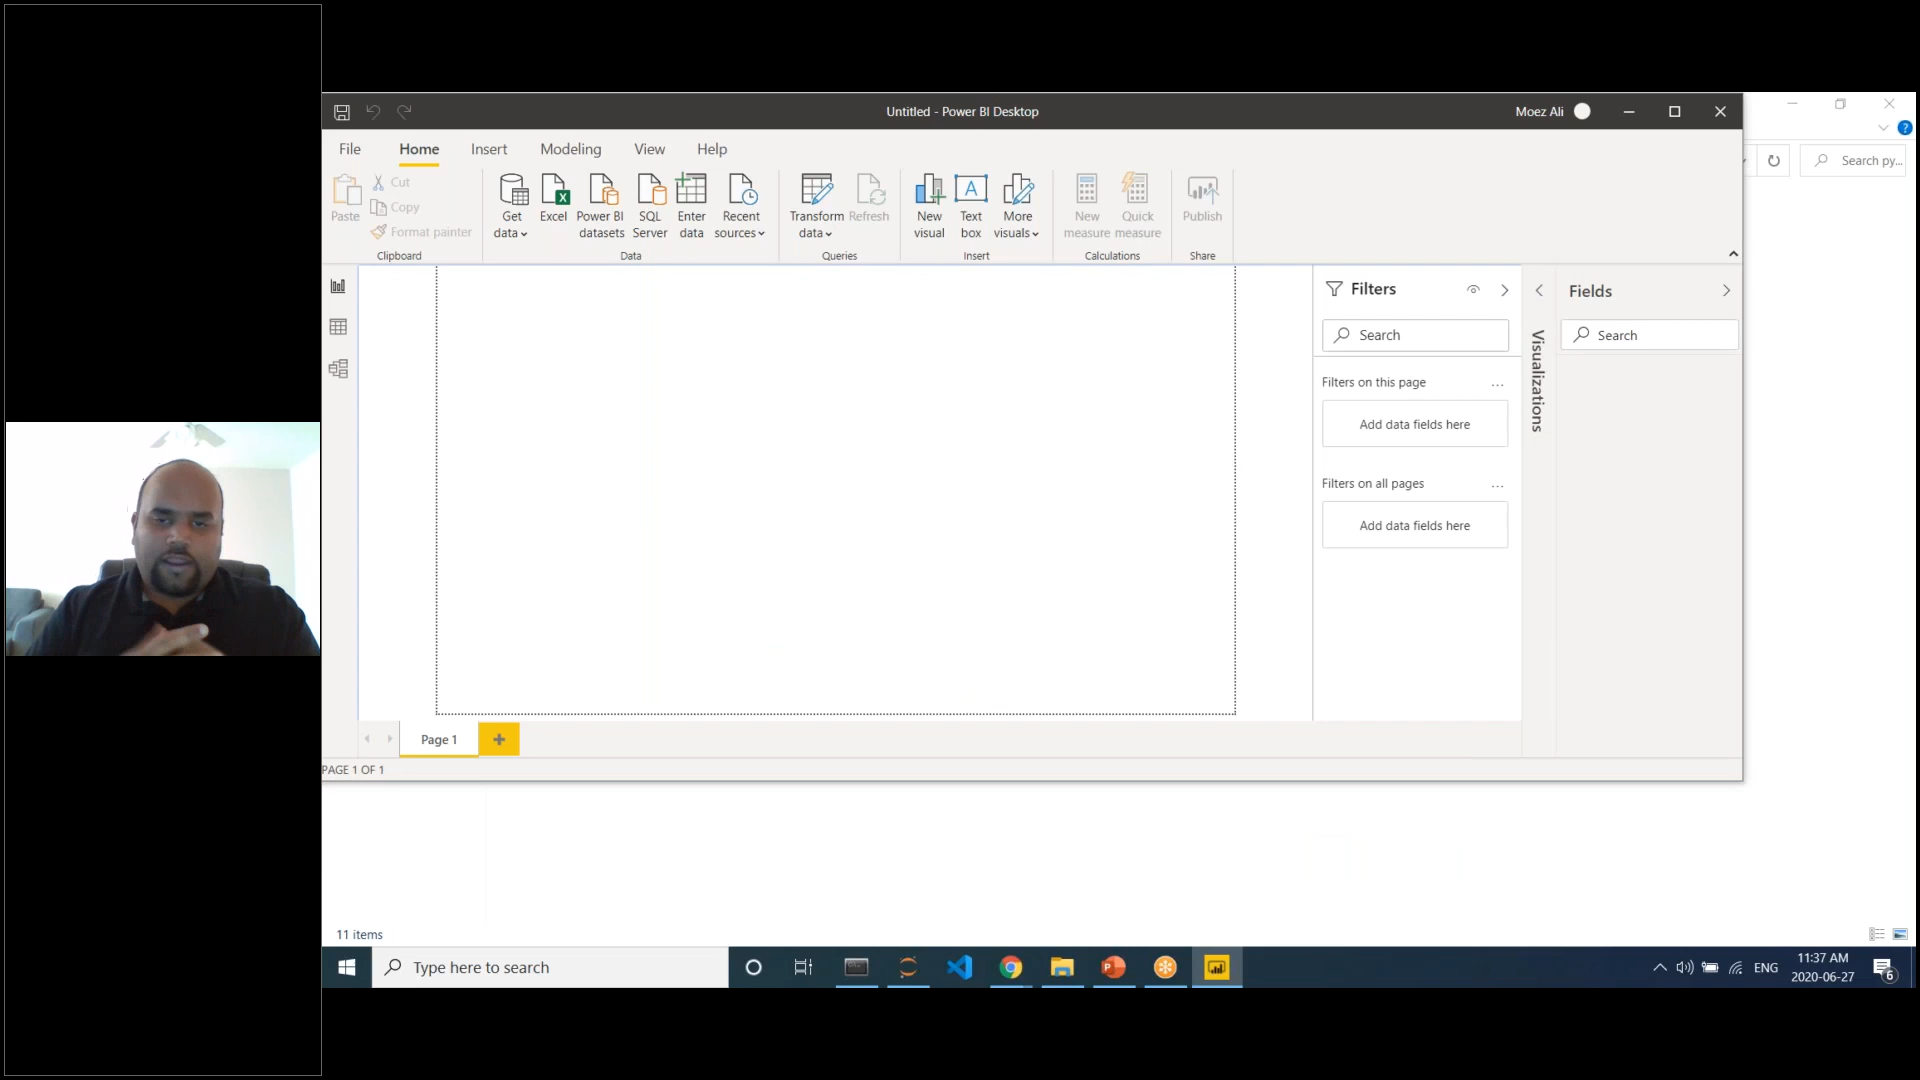 Untitled - Power BI Desktop
Moez Ali
File Home Insert Modeling View Help
Search py...
Paste
Cut
Copy
Format painter
Clipboard
Get data
Excel
Power BI datasets
SQL Server
Enter data
Recent sources
Data
Transform data
Refresh
Queries
New visual
Text box
More visuals
Insert
New measure
Quick measure
Calculations
Publish
Share
Filters
Search
Filters on this page ...
Add data fields here
Filters on all pages ...
Add data fields here
Visualizations
Fields
Search
Page 1
PAGE 1 OF 1
11 items
Type here to search
ENG
11:37 AM
2020-06-27
6